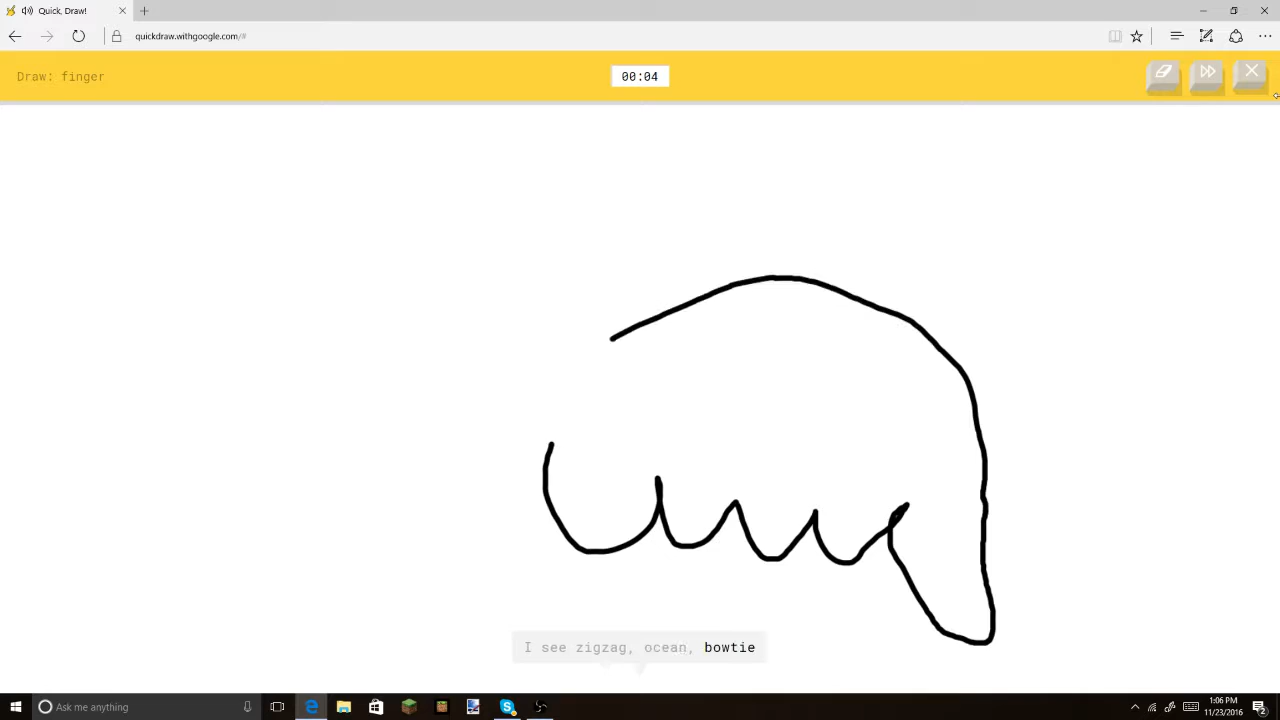 Quick, Draw!
quickdraw.withgoogle.com/#
Draw: finger
00:04
I see zigzag, ocean, bowtie
Ask me anything
1:06 PM
11/23/2016
2